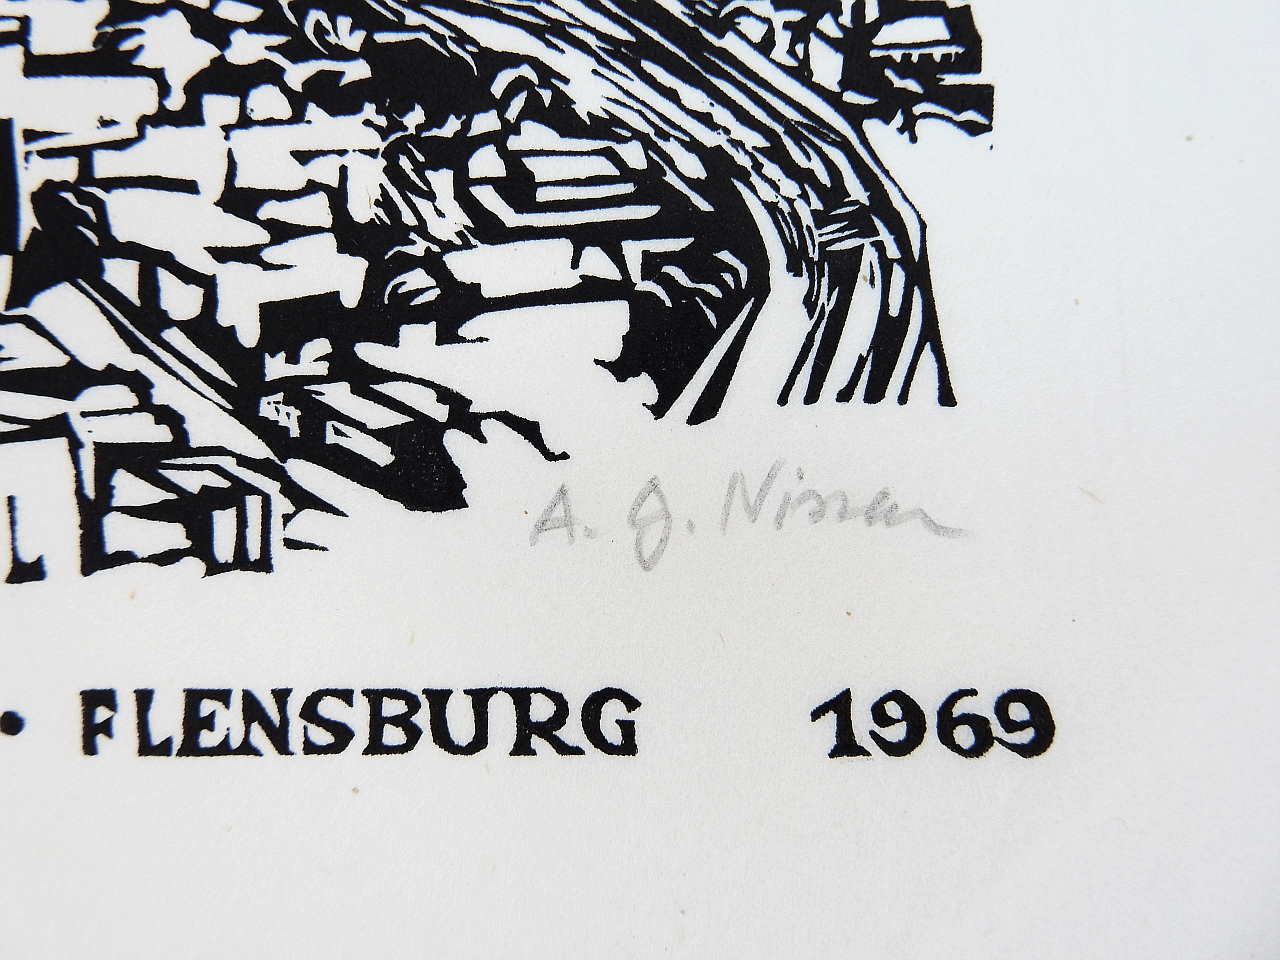 A. J. Nissen
• FLENSBURG 1969